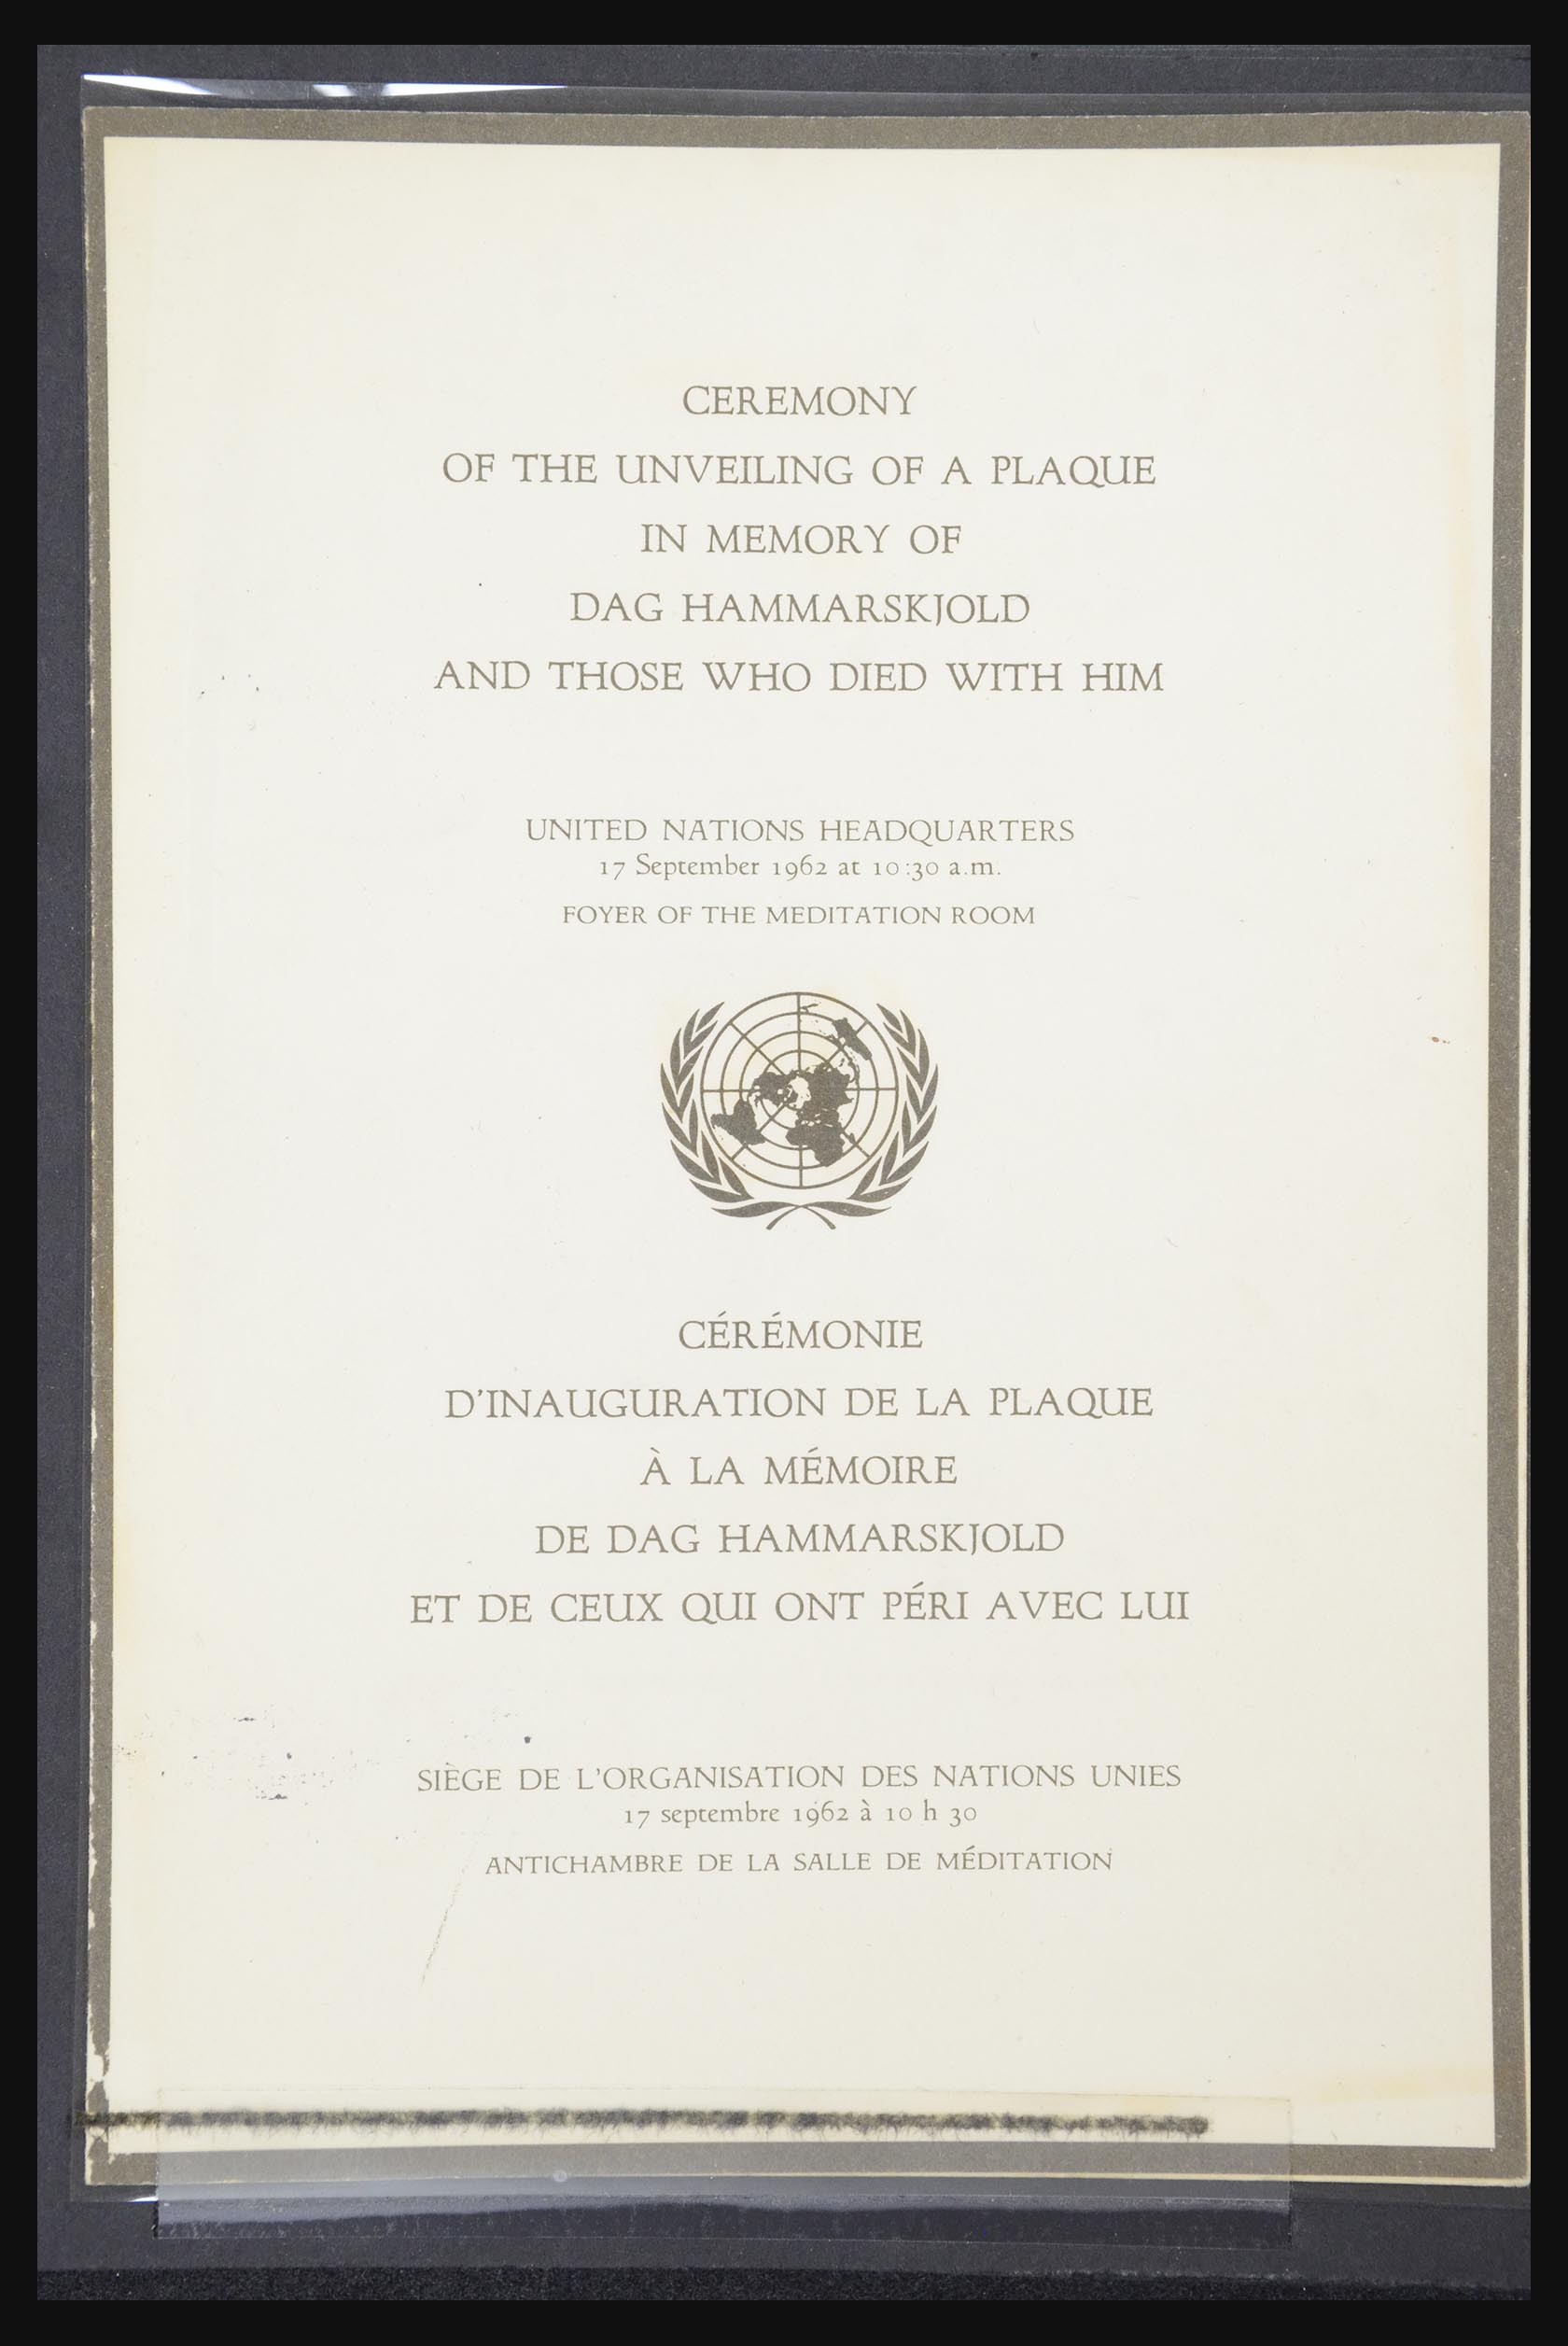 CEREMONY
OF THE UNVEILING OF A PLAQUE
IN MEMORY OF
DAG HAMMARSKJOLD
AND THOSE WHO DIED WITH HIM
UNITED NATIONS HEADQUARTERS
17 September 1962 at 10:30 a.m.
FOYER OF THE MEDITATION ROOM
CÉRÉMONIE
D'INAUGURATION DE LA PLAQUE
À LA MÉMOIRE
DE DAG HAMMARSKJOLD
ET DE CEUX QUI ONT PÉRI AVEC LUI
SIÈGE DE L'ORGANISATION DES NATIONS UNIES
17 septembre 1962 à 10 h 30
ANTICHAMBRE DE LA SALLE DE MÉDITATION